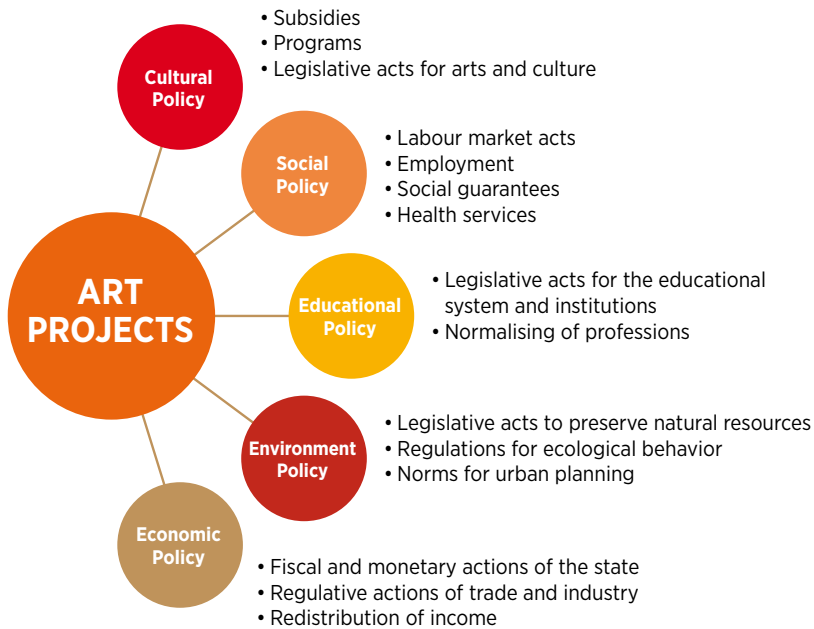 • Subsidies
• Programs
• Legislative acts for arts and culture
Cultural
Policy
• Labour market acts
• Employment
• Social guarantees
• Health services
Social
Policy
ART
PROJECTS
• Legislative acts for the educational
system and institutions
• Normalising of professions
Educational
Policy
• Legislative acts to preserve natural resources
• Regulations for ecological behavior
• Norms for urban planning
Environment
Policy
Economic
Policy
• Fiscal and monetary actions of the state
• Regulative actions of trade and industry
• Redistribution of income